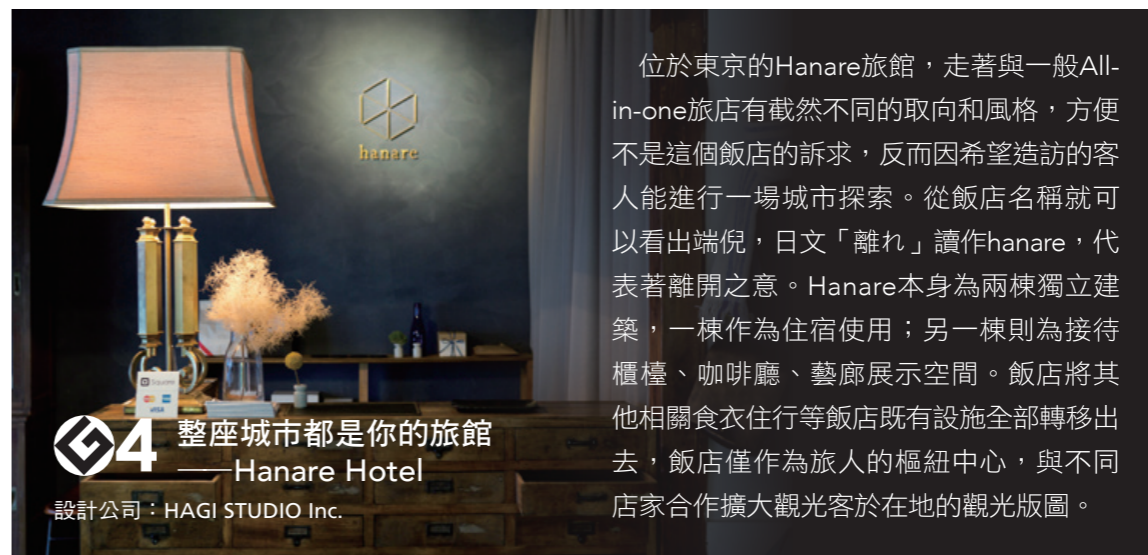 hanare
Square
VISA
4
整座城市都是你的旅館
——Hanare Hotel
設計公司：HAGI STUDIO Inc.
位於東京的Hanare旅館，走著與一般All-
in-one旅店有截然不同的取向和風格，方便
不是這個飯店的訴求，反而因希望造訪的客
人能進行一場城市探索。從飯店名稱就可
以看出端倪，日文「離れ」讀作hanare，代
表著離開之意。Hanare本身為兩棟獨立建
築，一棟作為住宿使用；另一棟則為接待
櫃檯、咖啡廳、藝廊展示空間。飯店將其
他相關食衣住行等飯店既有設施全部轉移出
去，飯店僅作為旅人的樞紐中心，與不同
店家合作擴大觀光客於在地的觀光版圖。